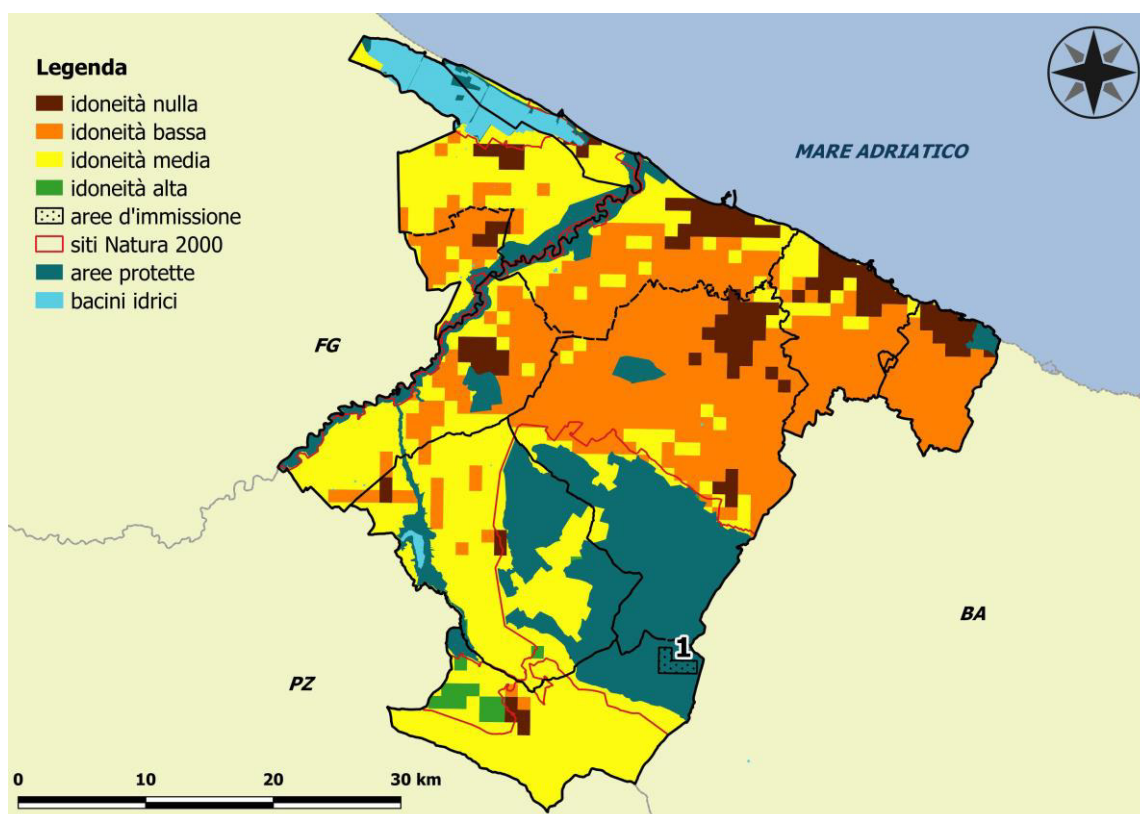 Legenda
idoneità nulla
idoneità bassa
idoneità media
idoneità alta
aree d'immissione
siti Natura 2000
aree protette
bacini idrici
MARE ADRIATICO
FG
BA
1
PZ
0 10 20 30 km